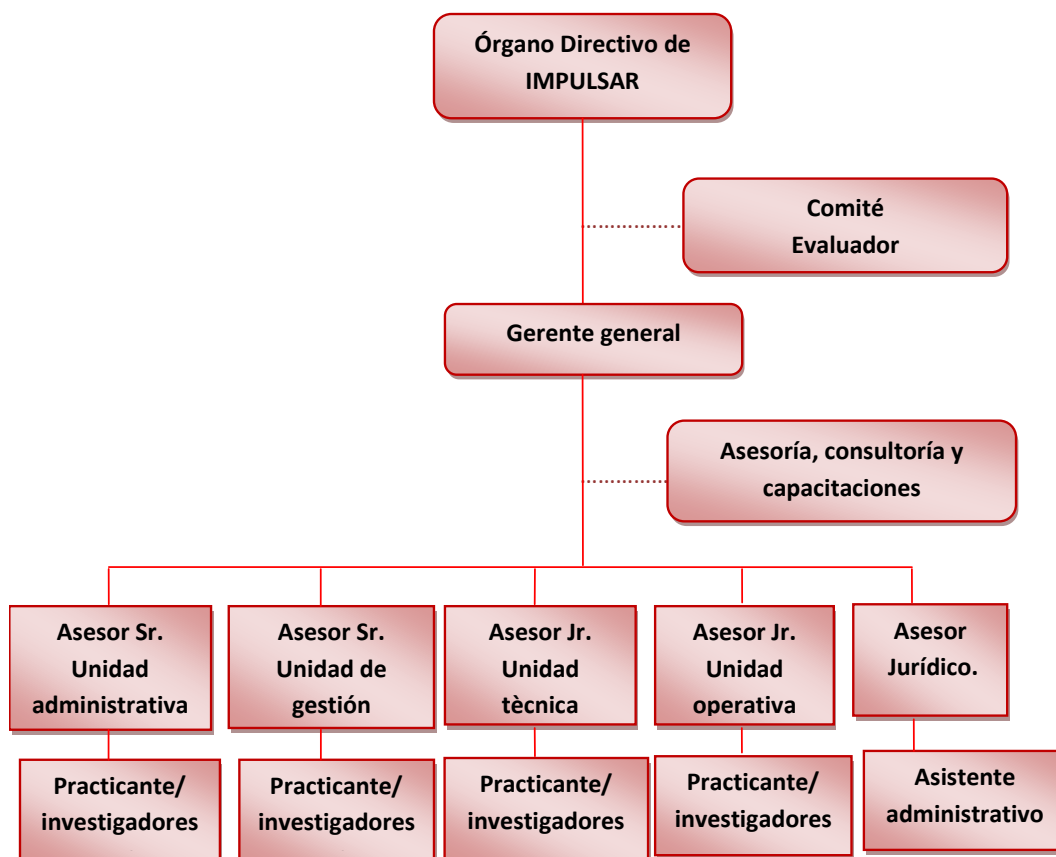 Órgano Directivo de
IMPULSAR
Comité
Evaluador
Gerente general
Asesoría, consultoría y
capacitaciones
Asesor Sr.
Unidad
administrativa
Asesor Sr.
Unidad de
gestión
Asesor Jr.
Unidad
tècnica
Asesor Jr.
Unidad
operativa
Asesor
Jurídico.
Practicante/
investigadores
Practicante/
investigadores
Practicante/
investigadores
Practicante/
investigadores
Asistente
administrativo